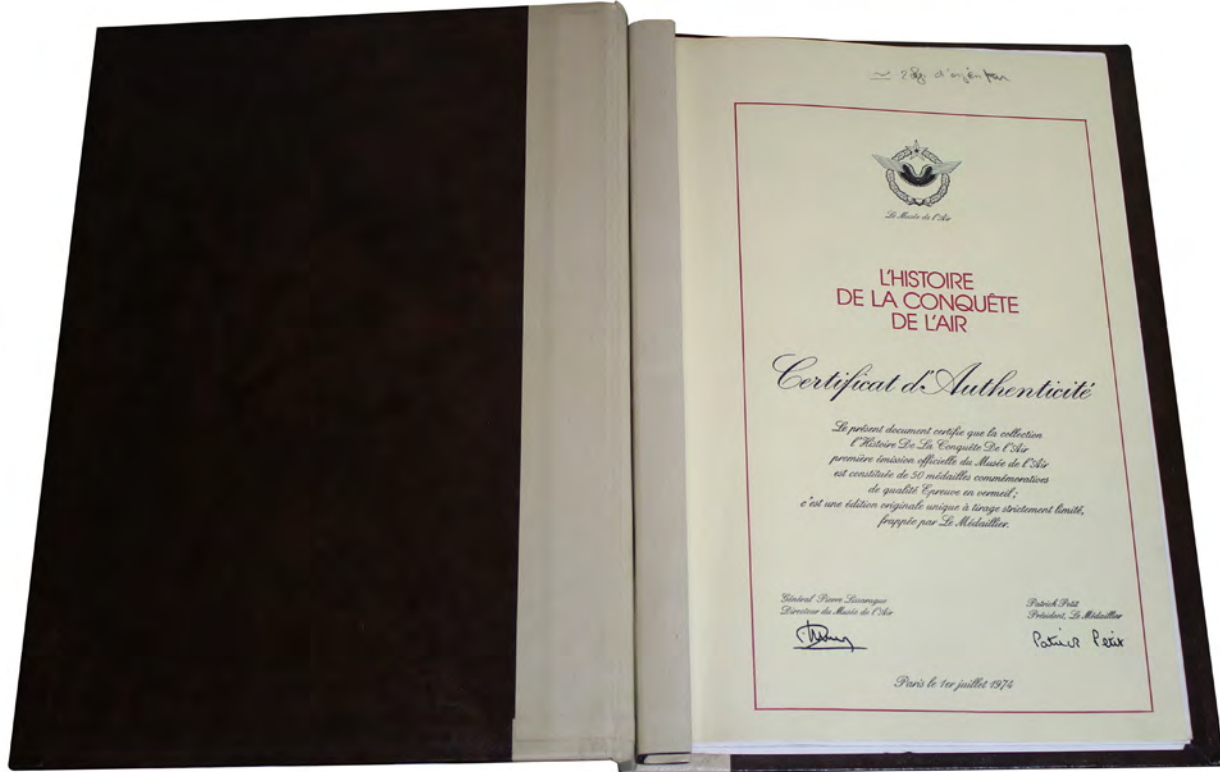 2kg d'argent
Le Musée de l'Air
L'HISTOIRE
DE LA CONQUÊTE
DE L'AIR
Certificat d'Authenticité
Le présent document certifie que la collection
l'Histoire De La Conquête De l'Air
première émission officielle du Musée de l'Air
est constituée de 50 médailles commémoratives
de qualité Epreuve en vermeil ;
c'est une édition originale unique à tirage strictement limité,
frappée par Le Médaillier.
Général Pierre Lissarague
Directeur du Musée de l'Air
Patrick Petit
Président, Le Médaillier
Patrick Petit
Paris le 1er juillet 1974